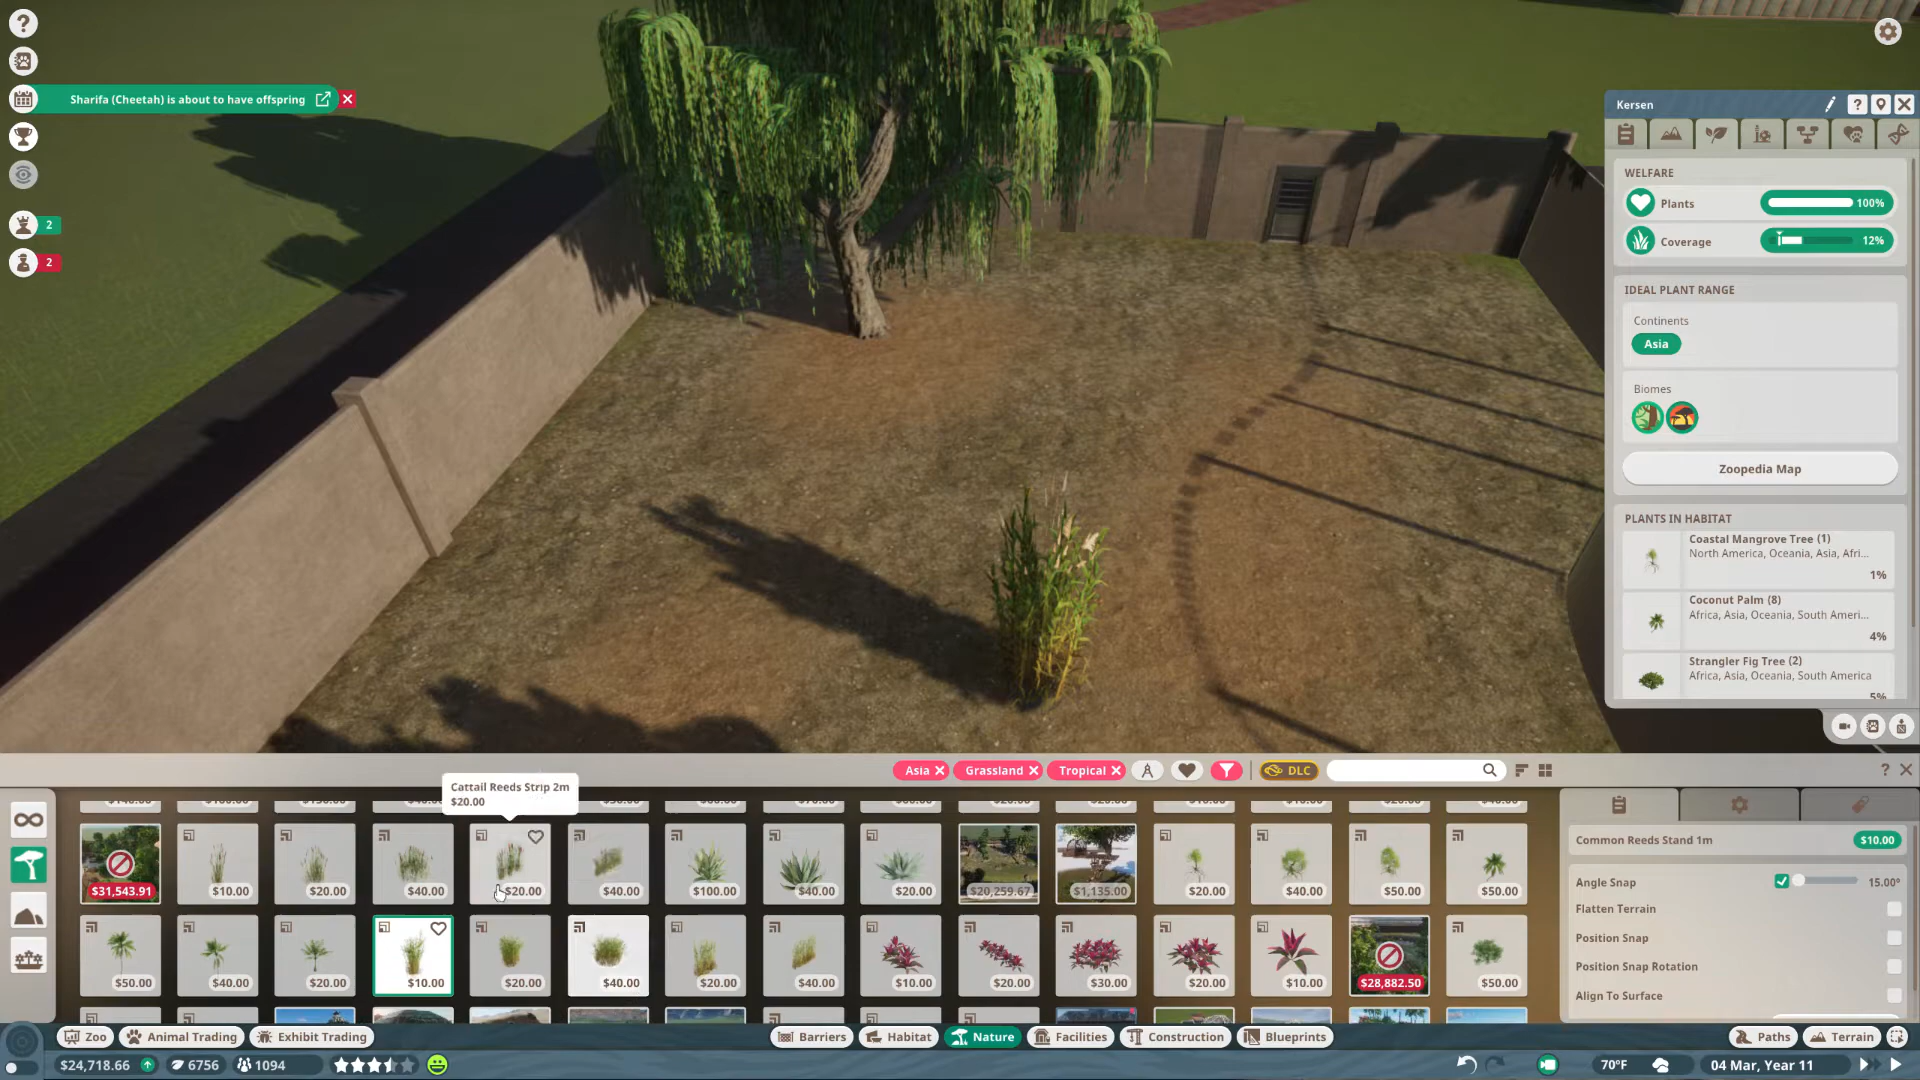 Sharifa (Cheetah) is about to have offspring
2
2
Kersen
?
WELFARE
Plants 100%
Coverage 12%
IDEAL PLANT RANGE
Continents
Asia
Biomes
Zoopedia Map
PLANTS IN HABITAT
Coastal Mangrove Tree (1)
North America, Oceania, Asia, Afri...
1%
Coconut Palm (8)
Africa, Asia, Oceania, South Ameri...
4%
Strangler Fig Tree (2)
Africa, Asia, Oceania, South America
5%
Asia Grassland Tropical DLC
?
Cattail Reeds Strip 2m
$20.00
$31,543.91 $10.00 $20.00 $40.00 $20.00 $40.00 $100.00 $40.00 $20.00 $20,259.67 $1,135.00 $20.00 $40.00 $50.00 $50.00
$50.00 $40.00 $20.00 $10.00 $20.00 $40.00 $20.00 $40.00 $10.00 $20.00 $30.00 $20.00 $10.00 $28,882.50 $50.00
Common Reeds Stand 1m $10.00
Angle Snap 15.00°
Flatten Terrain
Position Snap
Position Snap Rotation
Align To Surface
Zoo Animal Trading Exhibit Trading Barriers Habitat Nature Facilities Construction Blueprints Paths Terrain
$24,718.66 6756 1094 70°F 04 Mar, Year 11